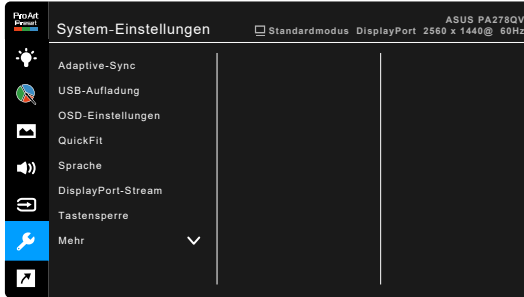 ProArt
Preset
System-Einstellungen
ASUS PA278QV
Standardmodus DisplayPort 2560 x 1440@ 60Hz
Adaptive-Sync
USB-Aufladung
OSD-Einstellungen
QuickFit
Sprache
DisplayPort-Stream
Tastensperre
Mehr